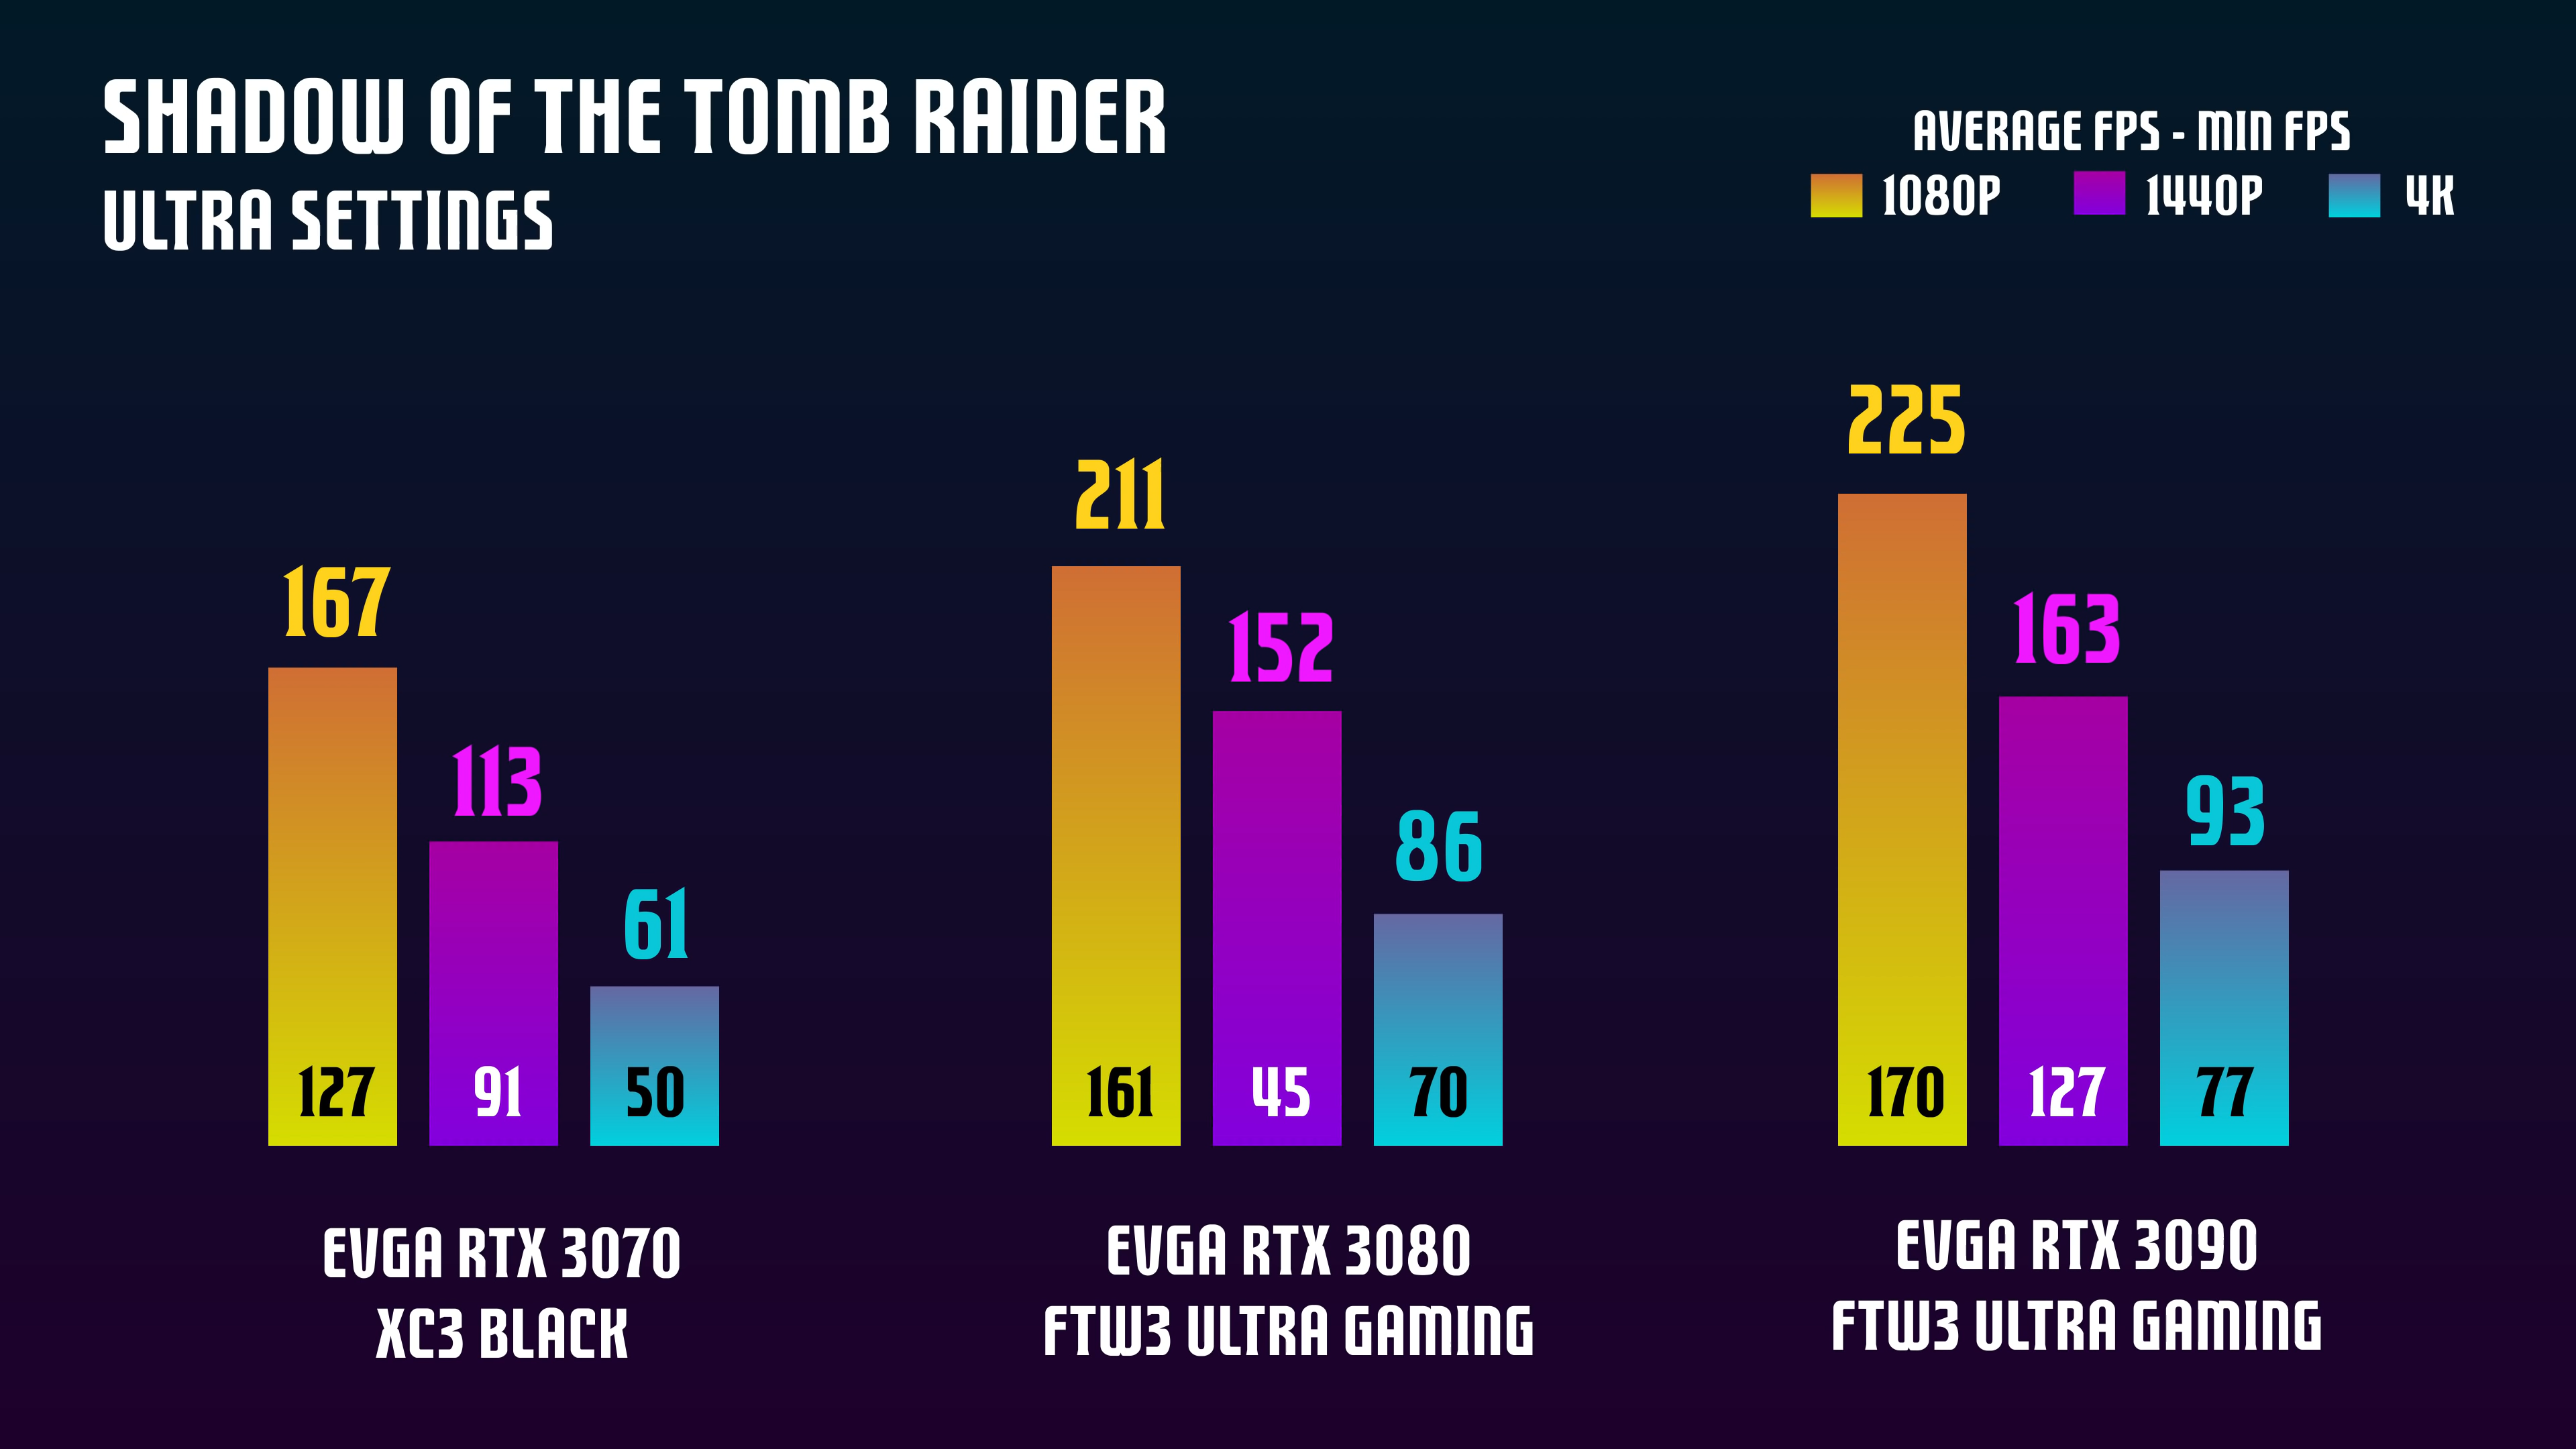 SHADOW OF THE TOMB RAIDER
ULTRA SETTINGS
AVERAGE FPS - MIN FPS
1080P 1440P 4K
167
113
61
127 91 50
EVGA RTX 3070
XC3 BLACK
211
152
86
161 45 70
EVGA RTX 3080
FTW3 ULTRA GAMING
225
163
93
170 127 77
EVGA RTX 3090
FTW3 ULTRA GAMING